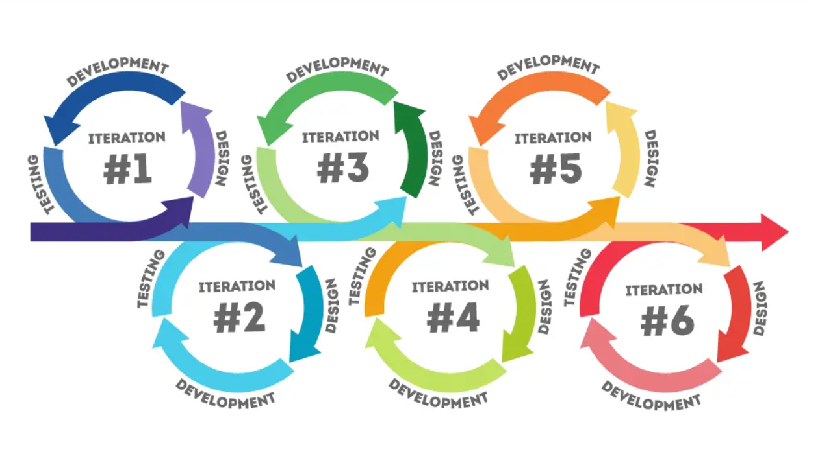 DEVELOPMENT
ITERATION
#1
DESIGN
TESTING
DEVELOPMENT
ITERATION
#3
DESIGN
TESTING
DEVELOPMENT
ITERATION
#5
DESIGN
TESTING
TESTING
ITERATION
#2
DESIGN
DEVELOPMENT
TESTING
ITERATION
#4
DESIGN
DEVELOPMENT
TESTING
ITERATION
#6
DESIGN
DEVELOPMENT